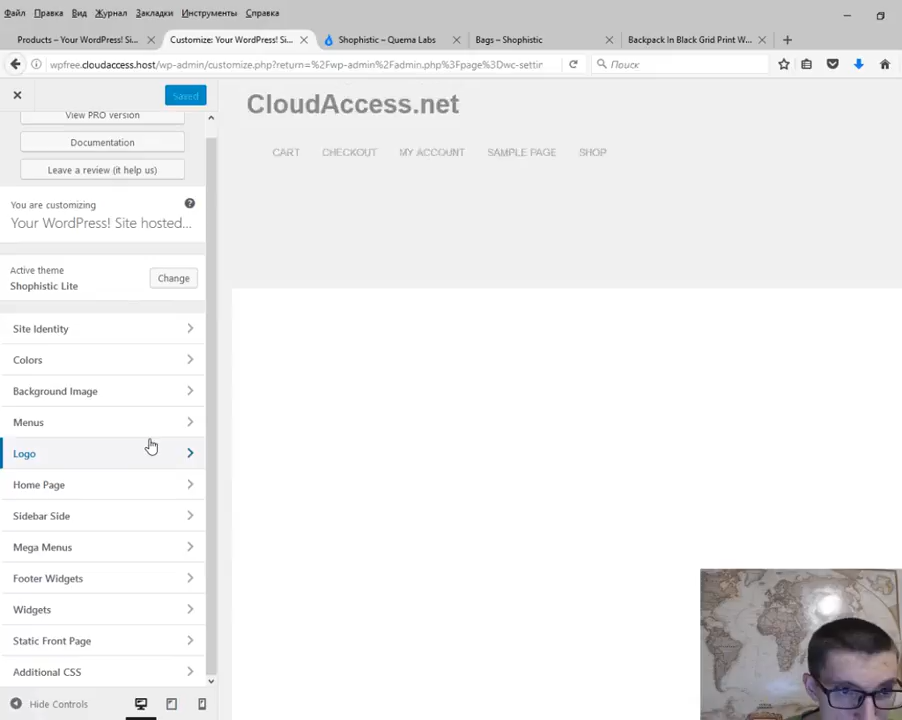 Файл Правка Вид Журнал Закладки Инструменты Справка
Products – Your WordPress! Si... Customize: Your WordPress! Si... Shophistic – Quema Labs Bags – Shophistic Backpack In Black Grid Print W...
wpfree.cloudaccess.host/wp-admin/customize.php?return=%2Fwp-admin%2Fadmin.php%3Fpage%3Dwc-settin Поиск
Saved
CloudAccess.net
View PRO version
Documentation
CART CHECKOUT MY ACCOUNT SAMPLE PAGE SHOP
Leave a review (it help us)
You are customizing
Your WordPress! Site hosted...
Active theme
Shophistic Lite
Change
Site Identity
Colors
Background Image
Menus
Logo
Home Page
Sidebar Side
Mega Menus
Footer Widgets
Widgets
Static Front Page
Additional CSS
Hide Controls